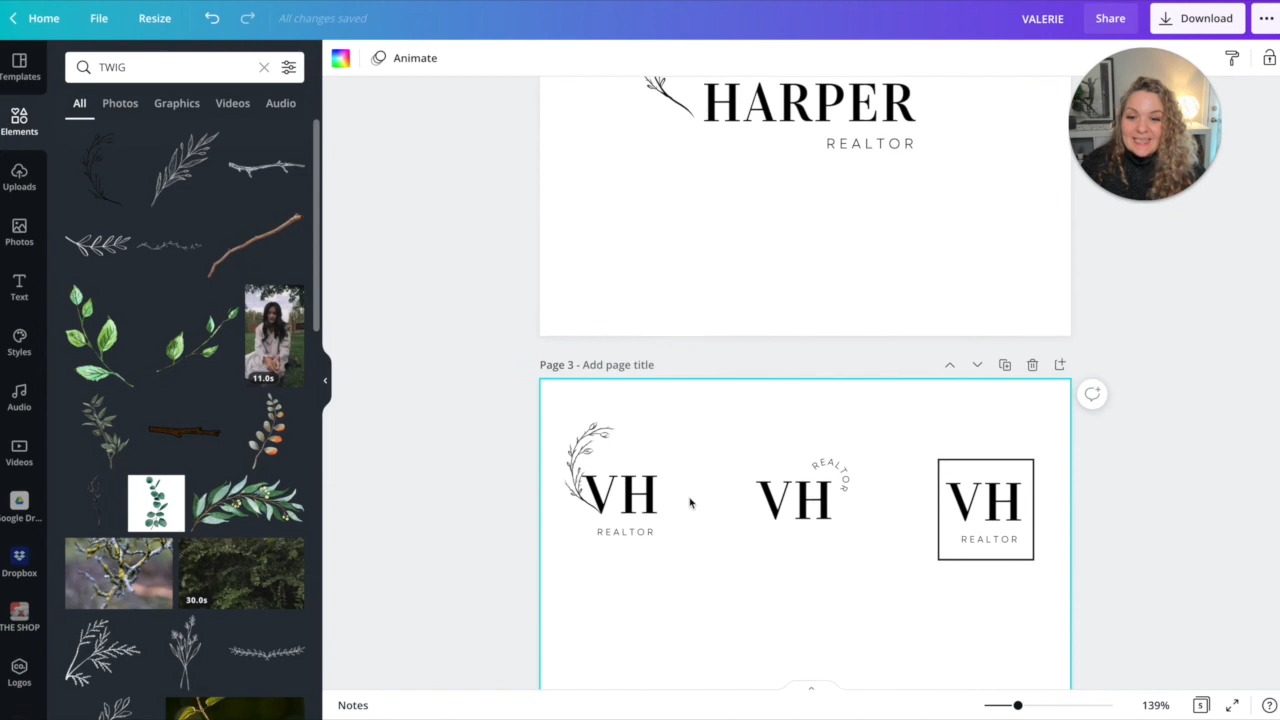 Home
File
Resize
All changes saved
VALERIE
Share
Download
Templates
Elements
Uploads
Photos
Text
Styles
Audio
Videos
Google Dr...
Dropbox
THE SHOP
Logos
TWIG
All
Photos
Graphics
Videos
Audio
11.0s
30.0s
Animate
HARPER
REALTOR
Page 3 - Add page title
VH
REALTOR
REALTOR
VH
VH
REALTOR
Notes
139%
5